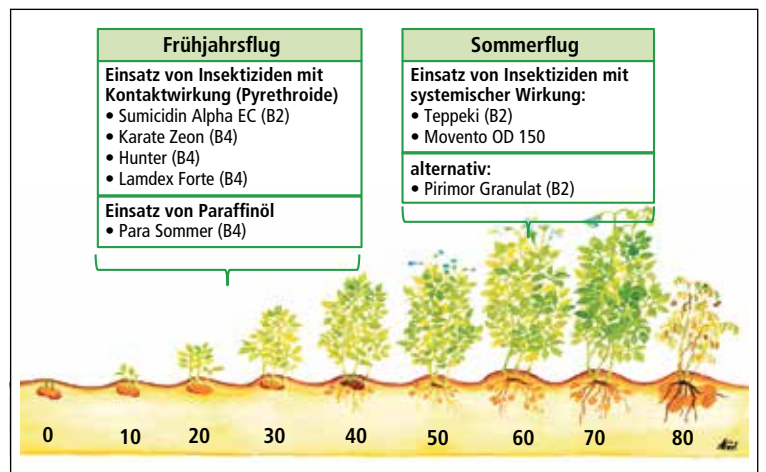 Frühjahrsflug
Einsatz von Insektiziden mit
Kontaktwirkung (Pyrethroide)
• Sumicidin Alpha EC (B2)
• Karate Zeon (B4)
• Hunter (B4)
• Lamdex Forte (B4)
Einsatz von Paraffinöl
• Para Sommer (B4)
Sommerflug
Einsatz von Insektiziden mit
systemischer Wirkung:
• Teppeki (B2)
• Movento OD 150
alternativ:
• Pirimor Granulat (B2)
0 10 20 30 40 50 60 70 80